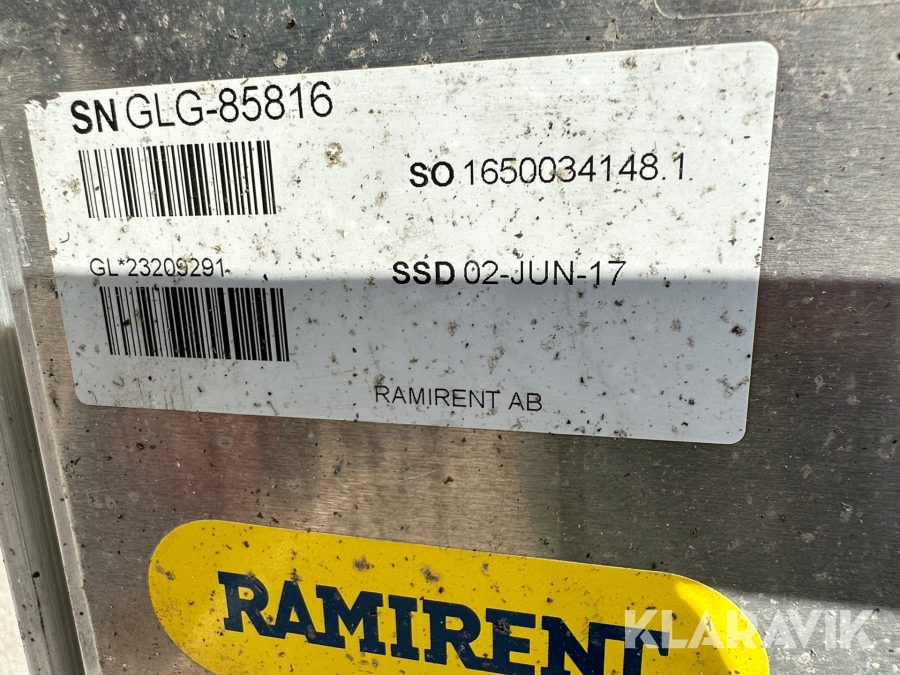 SN GLG-85816
SO 1650034148.1
GL*23209291
SSD 02-JUN-17
RAMIRENT AB
RAMIRENT
KLARAVIK